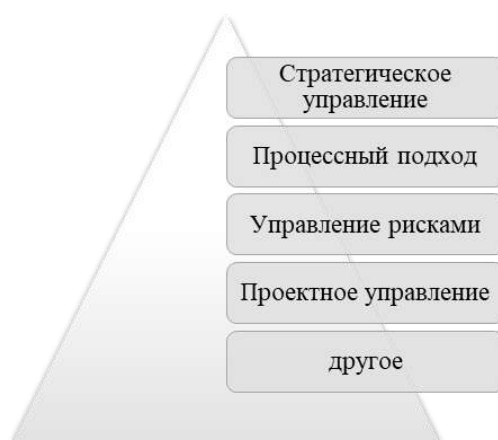 Стратегическое
управление
Процессный подход
Управление рисками
Проектное управление
другое